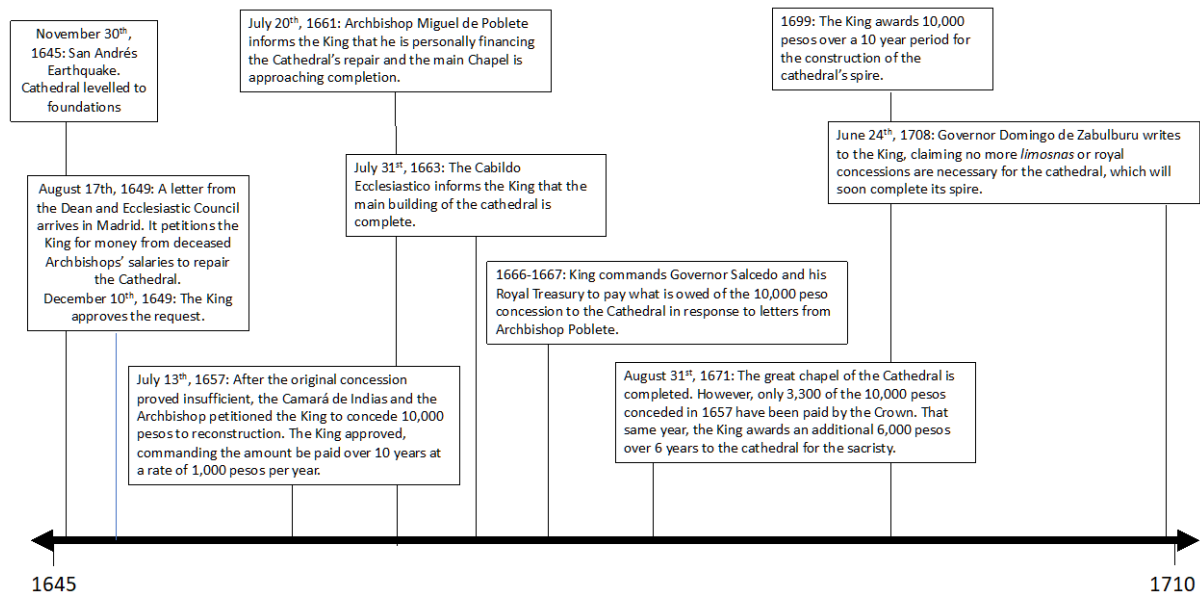 November 30th,
1645: San Andrés
Earthquake.
Cathedral levelled to
foundations
July 20th, 1661: Archbishop Miguel de Poblete
informs the King that he is personally financing
the Cathedral's repair and the main Chapel is
approaching completion.
1699: The King awards 10,000
pesos over a 10 year period for
the construction of the
cathedral's spire.
June 24th, 1708: Governor Domingo de Zabulburu writes
to the King, claiming no more limosnas or royal
concessions are necessary for the cathedral, which will
soon complete its spire.
July 31st, 1663: The Cabildo
Ecclesiastico informs the King that the
main building of the cathedral is
complete.
August 17th, 1649: A letter from
the Dean and Ecclesiastic Council
arrives in Madrid. It petitions the
King for money from deceased
Archbishops' salaries to repair
the Cathedral.
December 10th, 1649: The King
approves the request.
1666-1667: King commands Governor Salcedo and his
Royal Treasury to pay what is owed of the 10,000 peso
concession to the Cathedral in response to letters from
Archbishop Poblete.
July 13th, 1657: After the original concession
proved insufficient, the Camará de Indias and the
Archbishop petitioned the King to concede 10,000
pesos to reconstruction. The King approved,
commanding the amount be paid over 10 years at
a rate of 1,000 pesos per year.
August 31st, 1671: The great chapel of the Cathedral is
completed. However, only 3,300 of the 10,000 pesos
conceded in 1657 have been paid by the Crown. That
same year, the King awards an additional 6,000 pesos
over 6 years to the cathedral for the sacristy.
1645
1710